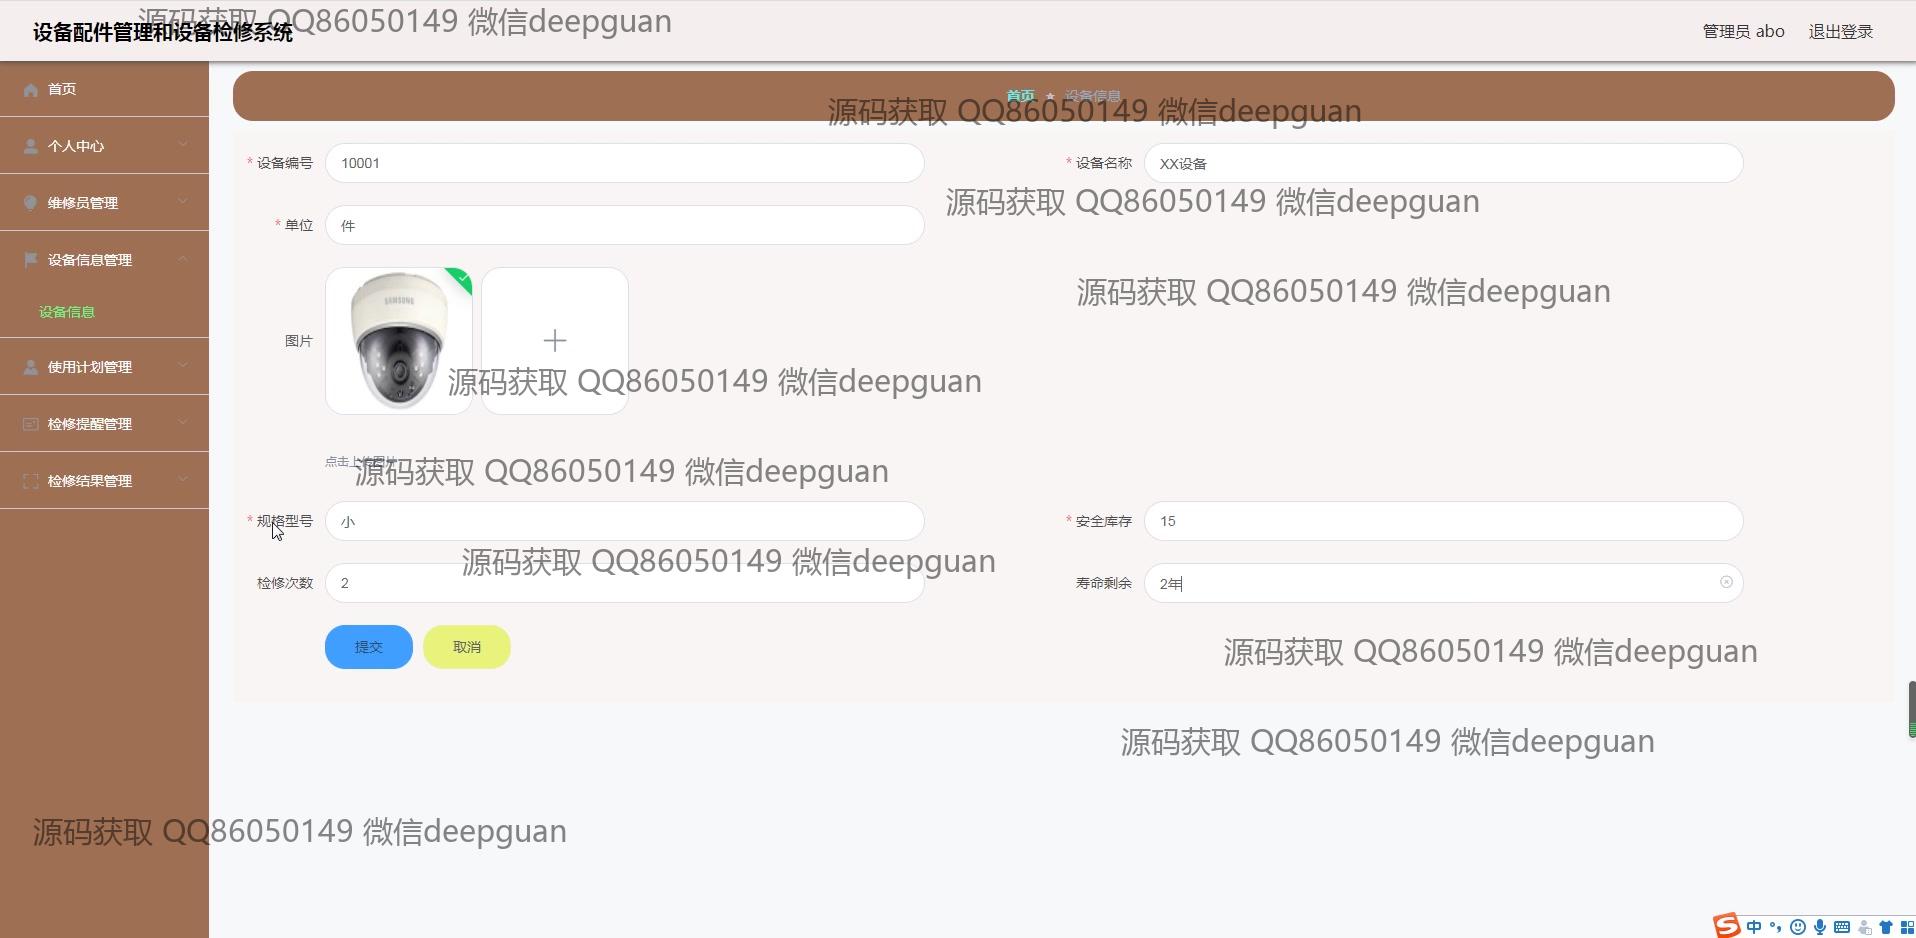 源码获取 QQ86050149 微信deepguan
设备配件管理和设备检修系统
管理员 abo
退出登录
首页
个人中心
维修员管理
设备信息管理
设备信息
使用计划管理
检修提醒管理
检修结果管理
首页 ★ 设备信息
源码获取 QQ86050149 微信deepguan
* 设备编号 10001
* 设备名称 XX设备
源码获取 QQ86050149 微信deepguan
* 单位 件
源码获取 QQ86050149 微信deepguan
图片
SAMSUNG
源码获取 QQ86050149 微信deepguan
点击上传图片
源码获取 QQ86050149 微信deepguan
* 规格型号 小
* 安全库存 15
源码获取 QQ86050149 微信deepguan
检修次数 2
寿命剩余 2年
提交
取消
源码获取 QQ86050149 微信deepguan
源码获取 QQ86050149 微信deepguan
源码获取 QQ86050149 微信deepguan
中